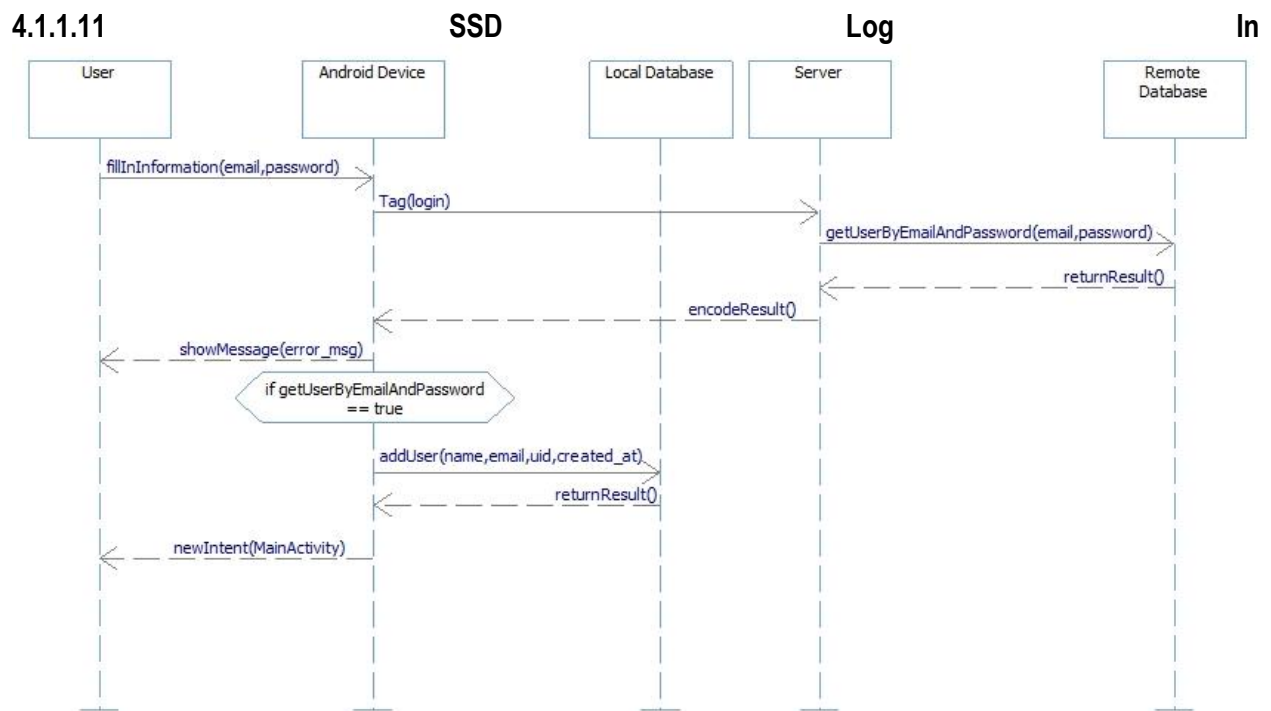 4.1.1.11 SSD Log In
User
Android Device
Local Database
Server
Remote
Database
fillInInformation(email,password)
Tag(login)
getUserByEmailAndPassword(email,password)
returnResult()
encodeResult()
showMessage(error_msg)
if getUserByEmailAndPassword
== true
addUser(name,email,uid,created_at)
returnResult()
newIntent(MainActivity)